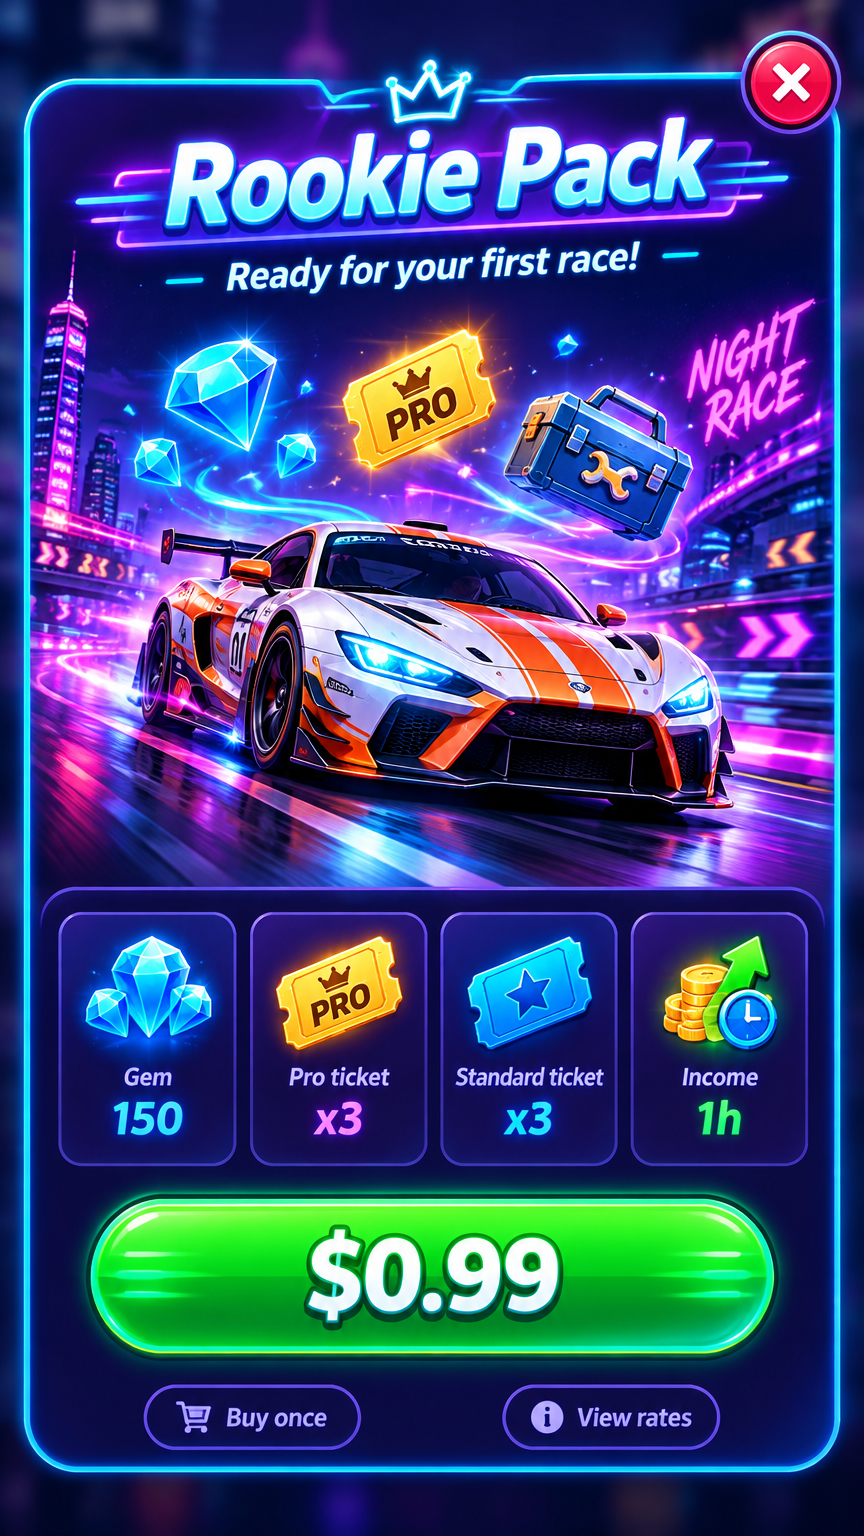 Rookie Pack
Ready for your first race!
PRO
NIGHT
RACE
01
PRO
Gem
150
Pro ticket
x3
Standard ticket
x3
Income
1h
$0.99
Buy once
i
View rates